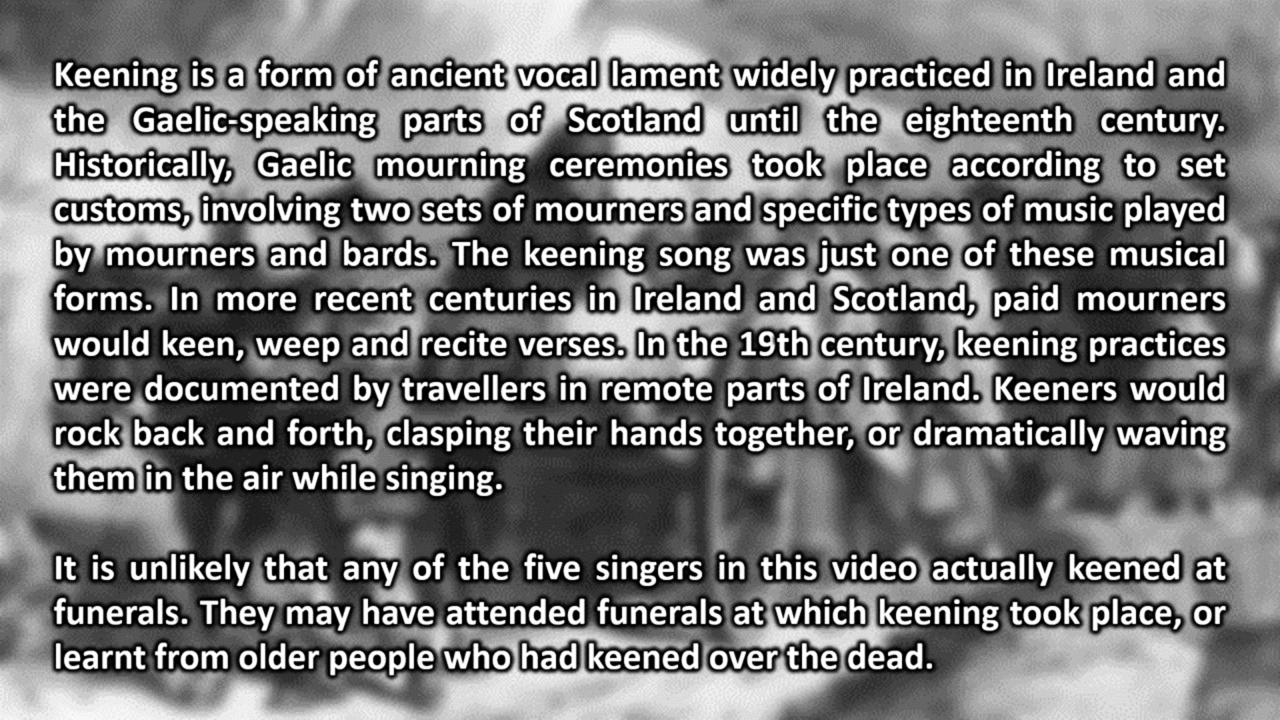 Keening is a form of ancient vocal lament widely practiced in Ireland and
the Gaelic-speaking parts of Scotland until the eighteenth century.
Historically, Gaelic mourning ceremonies took place according to set
customs, involving two sets of mourners and specific types of music played
by mourners and bards. The keening song was just one of these musical
forms. In more recent centuries in Ireland and Scotland, paid mourners
would keen, weep and recite verses. In the 19th century, keening practices
were documented by travellers in remote parts of Ireland. Keeners would
rock back and forth, clasping their hands together, or dramatically waving
them in the air while singing.
It is unlikely that any of the five singers in this video actually keened at
funerals. They may have attended funerals at which keening took place, or
learnt from older people who had keened over the dead.